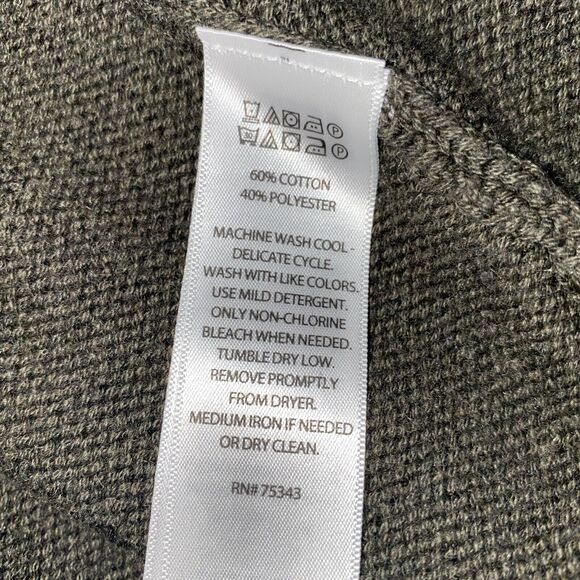 60% COTTON
40% POLYESTER
MACHINE WASH COOL -
DELICATE CYCLE.
WASH WITH LIKE COLORS.
USE MILD DETERGENT.
ONLY NON-CHLORINE
BLEACH WHEN NEEDED.
TUMBLE DRY LOW.
REMOVE PROMPTLY
FROM DRYER.
MEDIUM IRON IF NEEDED
OR DRY CLEAN.
RN# 75343